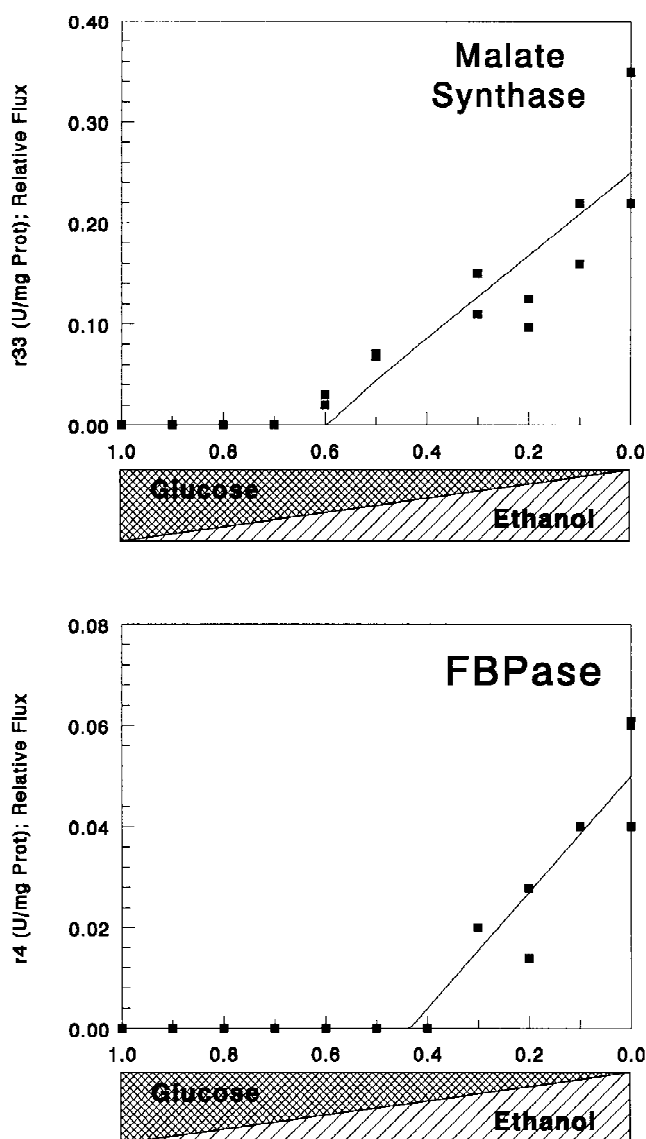 0.40
Malate
Synthase
0.30
0.20
0.10
0.00
r33 (U/mg Prot); Relative Flux
1.0 0.8 0.6 0.4 0.2 0.0
Glucose
Ethanol
0.08
FBPase
0.06
0.04
0.02
0.00
r4 (U/mg Prot); Relative Flux
1.0 0.8 0.6 0.4 0.2 0.0
Glucose
Ethanol